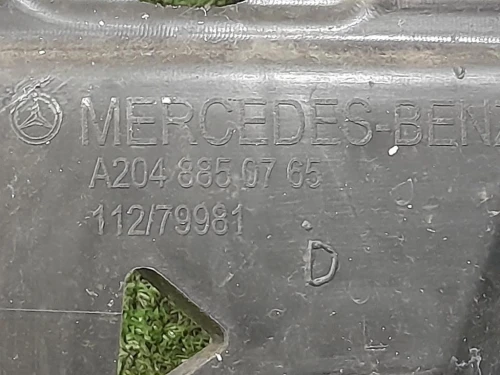 MERCEDES-BENZ
A204 885 07 65
112/79981
D
L